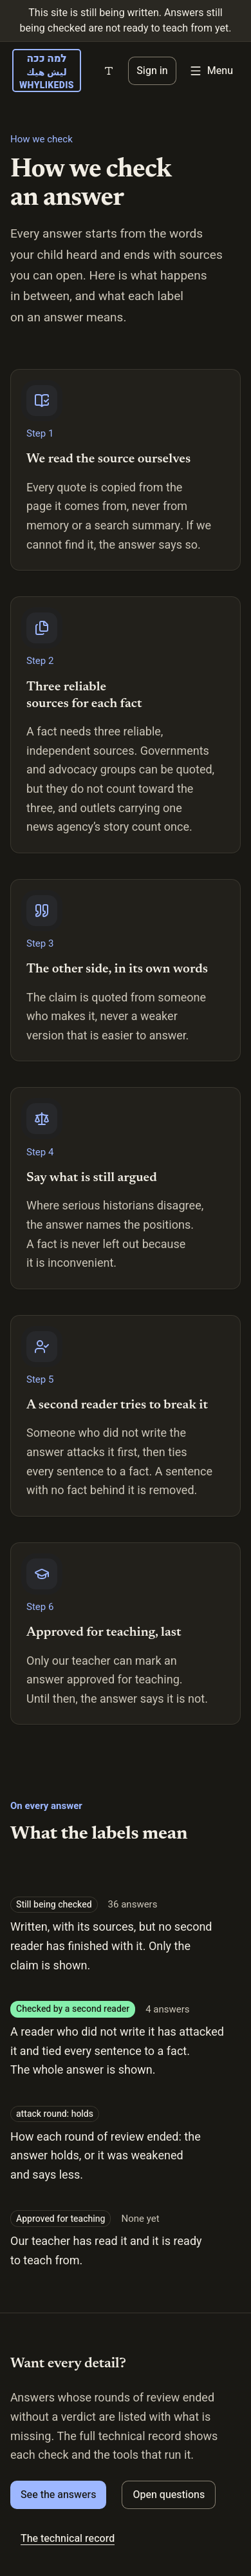 This site is still being written. Answers still
being checked are not ready to teach from yet.
למה ככה
ليش هيك
WHYLIKEDIS
T
Sign in
Menu
How we check
How we check
an answer
Every answer starts from the words
your child heard and ends with sources
you can open. Here is what happens
in between, and what each label
on an answer means.
Step 1
We read the source ourselves
Every quote is copied from the
page it comes from, never from
memory or a search summary. If we
cannot find it, the answer says so.
Step 2
Three reliable
sources for each fact
A fact needs three reliable,
independent sources. Governments
and advocacy groups can be quoted,
but they do not count toward the
three, and outlets carrying one
news agency's story count once.
Step 3
The other side, in its own words
The claim is quoted from someone
who makes it, never a weaker
version that is easier to answer.
Step 4
Say what is still argued
Where serious historians disagree,
the answer names the positions.
A fact is never left out because
it is inconvenient.
Step 5
A second reader tries to break it
Someone who did not write the
answer attacks it first, then ties
every sentence to a fact. A sentence
with no fact behind it is removed.
Step 6
Approved for teaching, last
Only our teacher can mark an
answer approved for teaching.
Until then, the answer says it is not.
On every answer
What the labels mean
Still being checked 36 answers
Written, with its sources, but no second
reader has finished with it. Only the
claim is shown.
Checked by a second reader 4 answers
A reader who did not write it has attacked
it and tied every sentence to a fact.
The whole answer is shown.
attack round: holds
How each round of review ended: the
answer holds, or it was weakened
and says less.
Approved for teaching None yet
Our teacher has read it and it is ready
to teach from.
Want every detail?
Answers whose rounds of review ended
without a verdict are listed with what is
missing. The full technical record shows
each check and the tools that run it.
See the answers
Open questions
The technical record